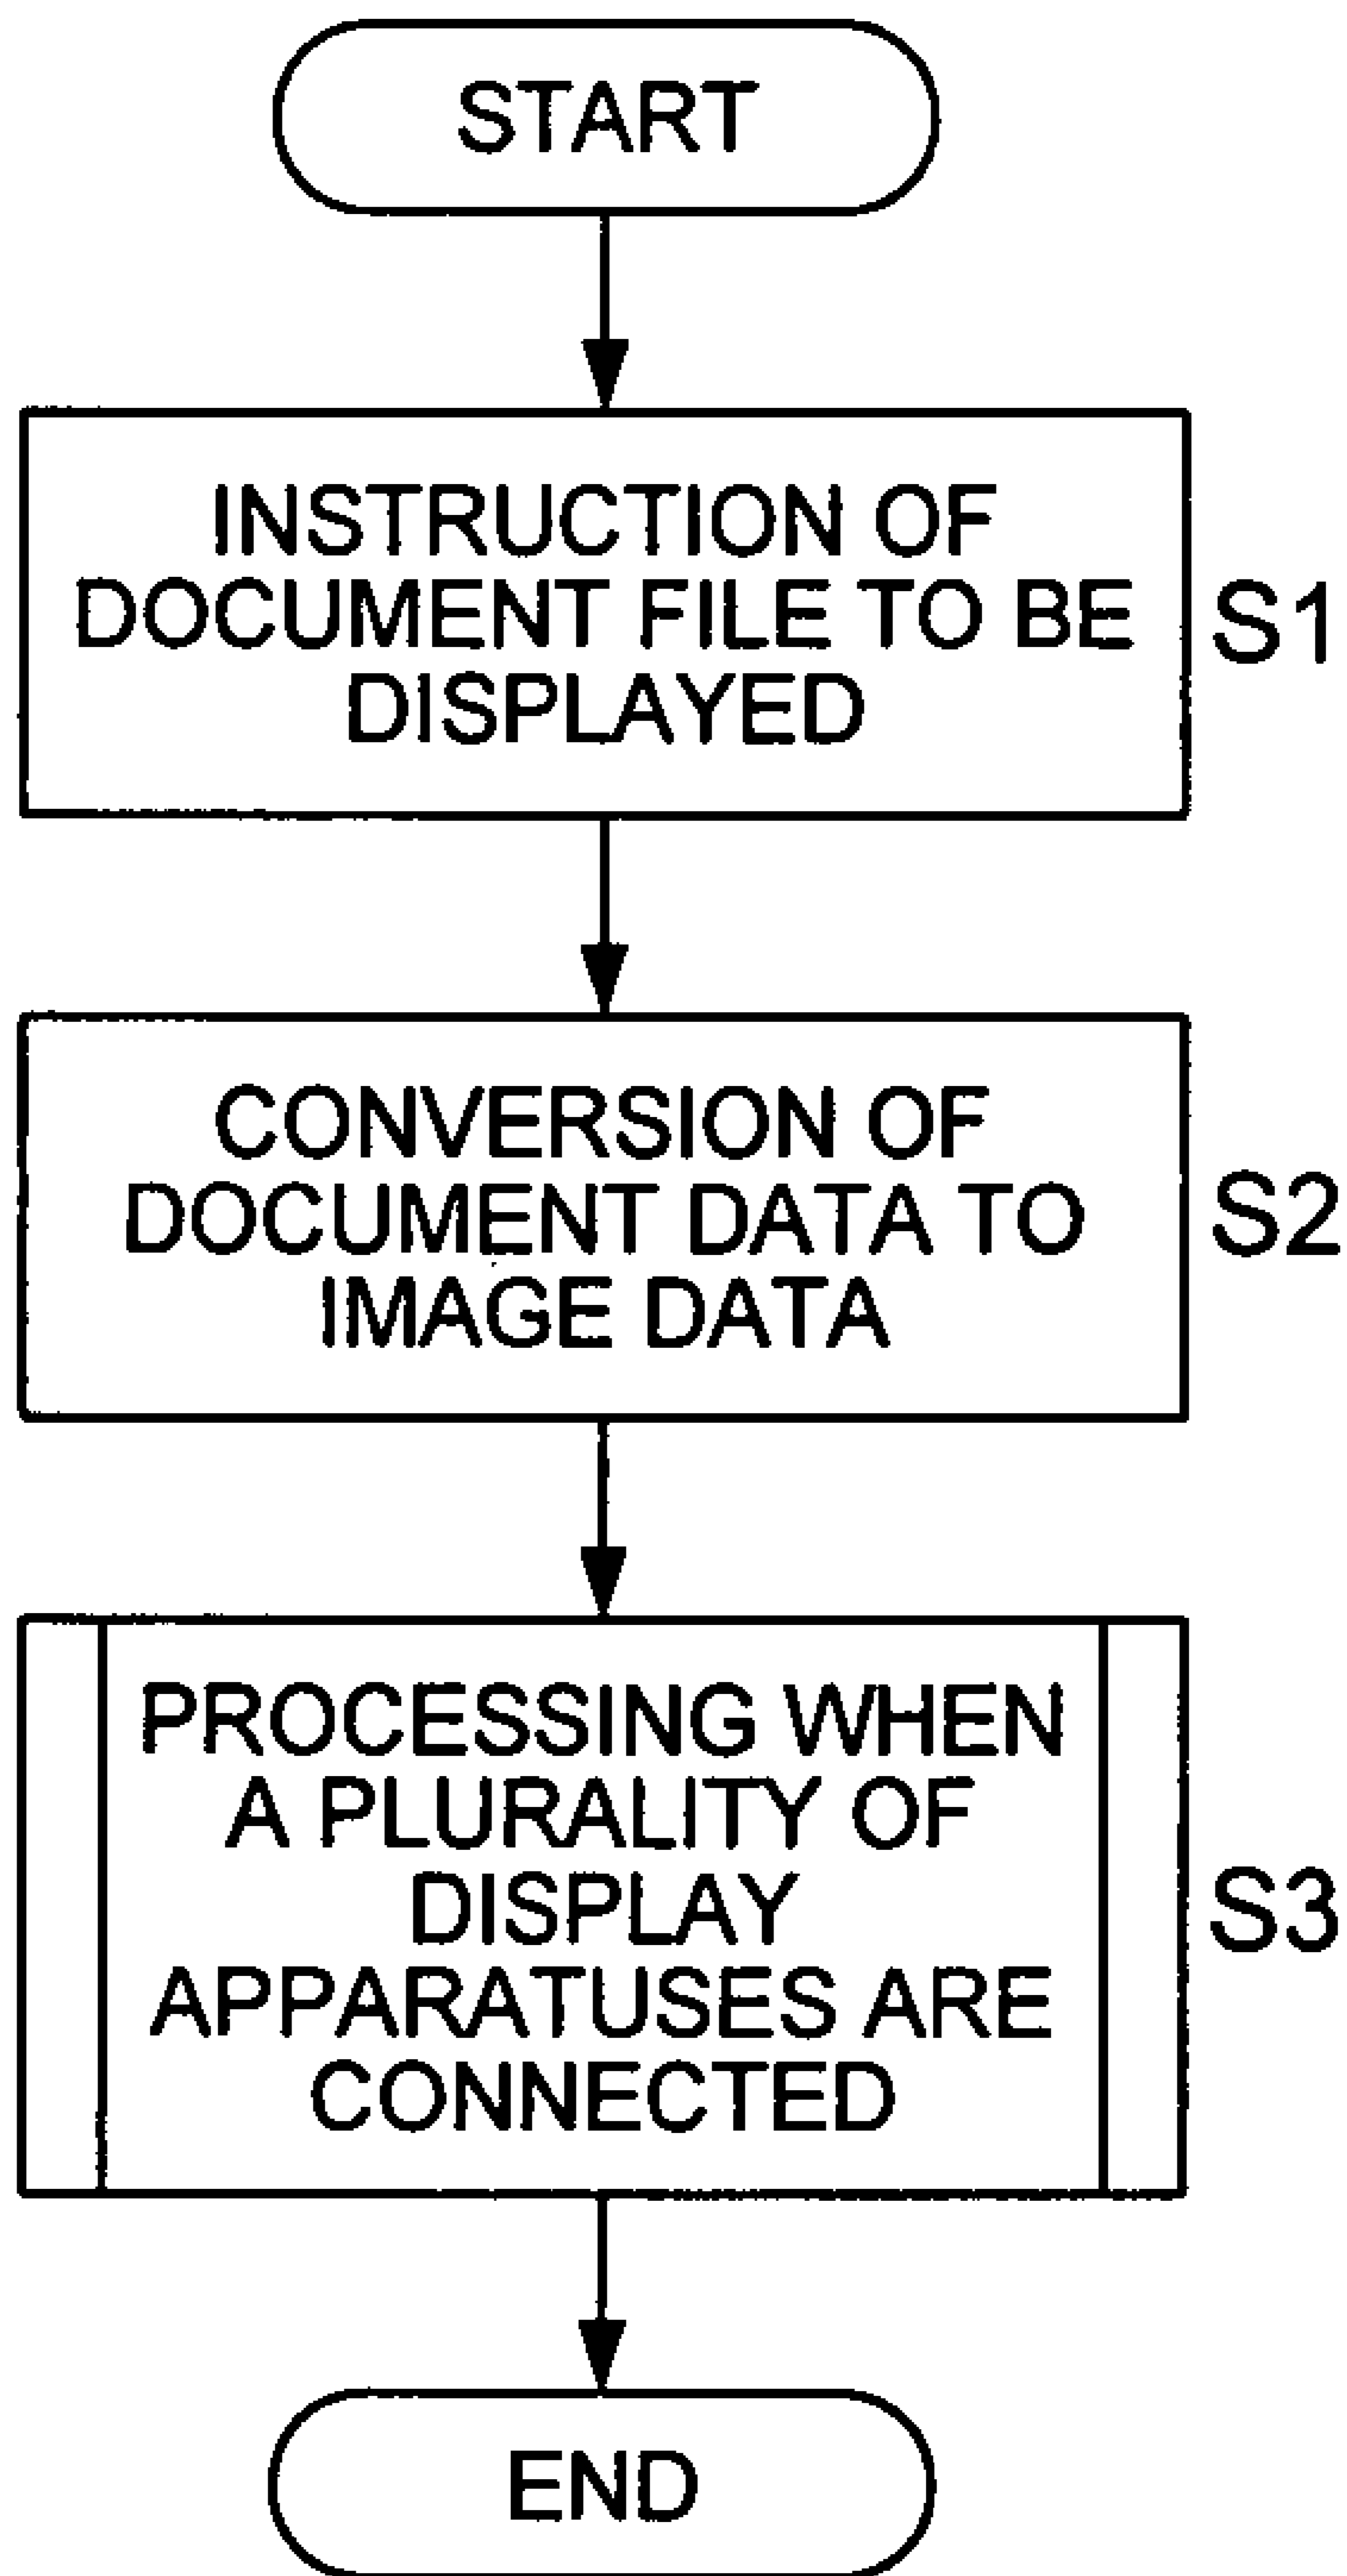 START
INSTRUCTION OF
DOCUMENT FILE TO BE
DISPLAYED
S1
CONVERSION OF
DOCUMENT DATA TO
IMAGE DATA
S2
PROCESSING WHEN
A PLURALITY OF
DISPLAY
APPARATUSES ARE
CONNECTED
S3
END